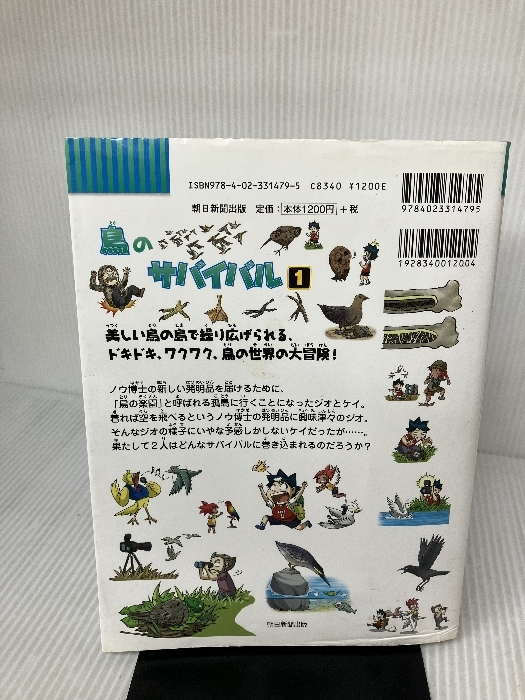 ISBN978-4-02-331479-5 C8340 ¥1200E
朝日新聞出版 定価：本体1200円＋税
9784023314795
1928340012004
鳥の
サバイバル1
美しい鳥の島で繰り広げられる、
ドキドキ、ワクワク、鳥の世界の大冒険！
ノウ博士の新しい発明品を届けるために、
「鳥の楽園」と呼ばれる孤島に行くことになったジオとケイ。
着れば空を飛べるというノウ博士の発明品に興味津々のジオ。
そんなジオの様子にいやな予感しかしないケイだったが……。
果たして2人はどんなサバイバルに巻き込まれるのだろうか？
朝日新聞出版